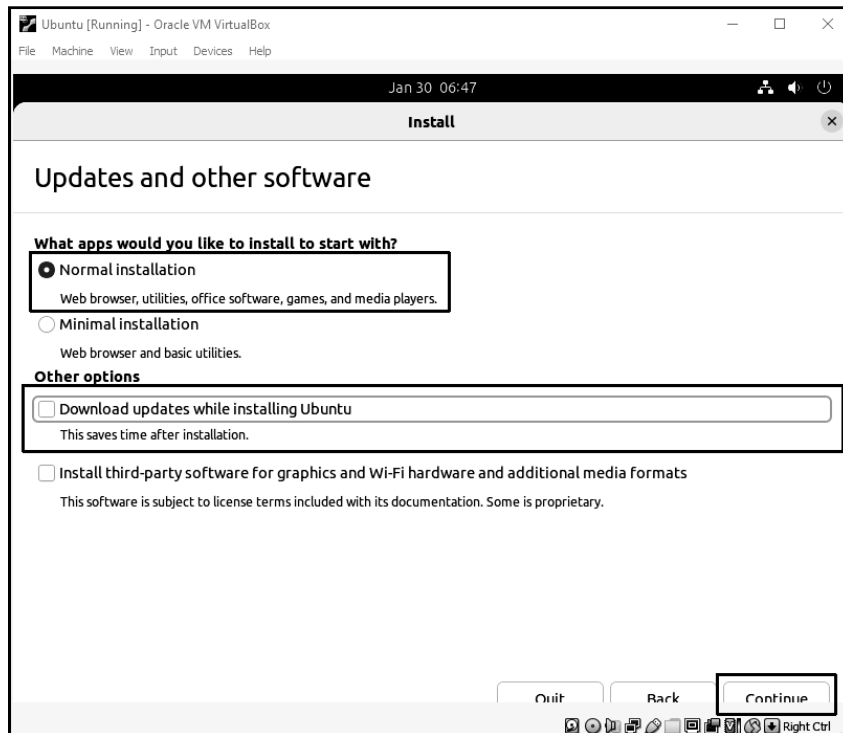 Ubuntu [Running] - Oracle VM VirtualBox
File Machine View Input Devices Help
Jan 30 06:47
Install
Updates and other software
What apps would you like to install to start with?
Normal installation
Web browser, utilities, office software, games, and media players.
Minimal installation
Web browser and basic utilities.
Other options
Download updates while installing Ubuntu
This saves time after installation.
Install third-party software for graphics and Wi-Fi hardware and additional media formats
This software is subject to license terms included with its documentation. Some is proprietary.
Quit Back Continue
Right Ctrl